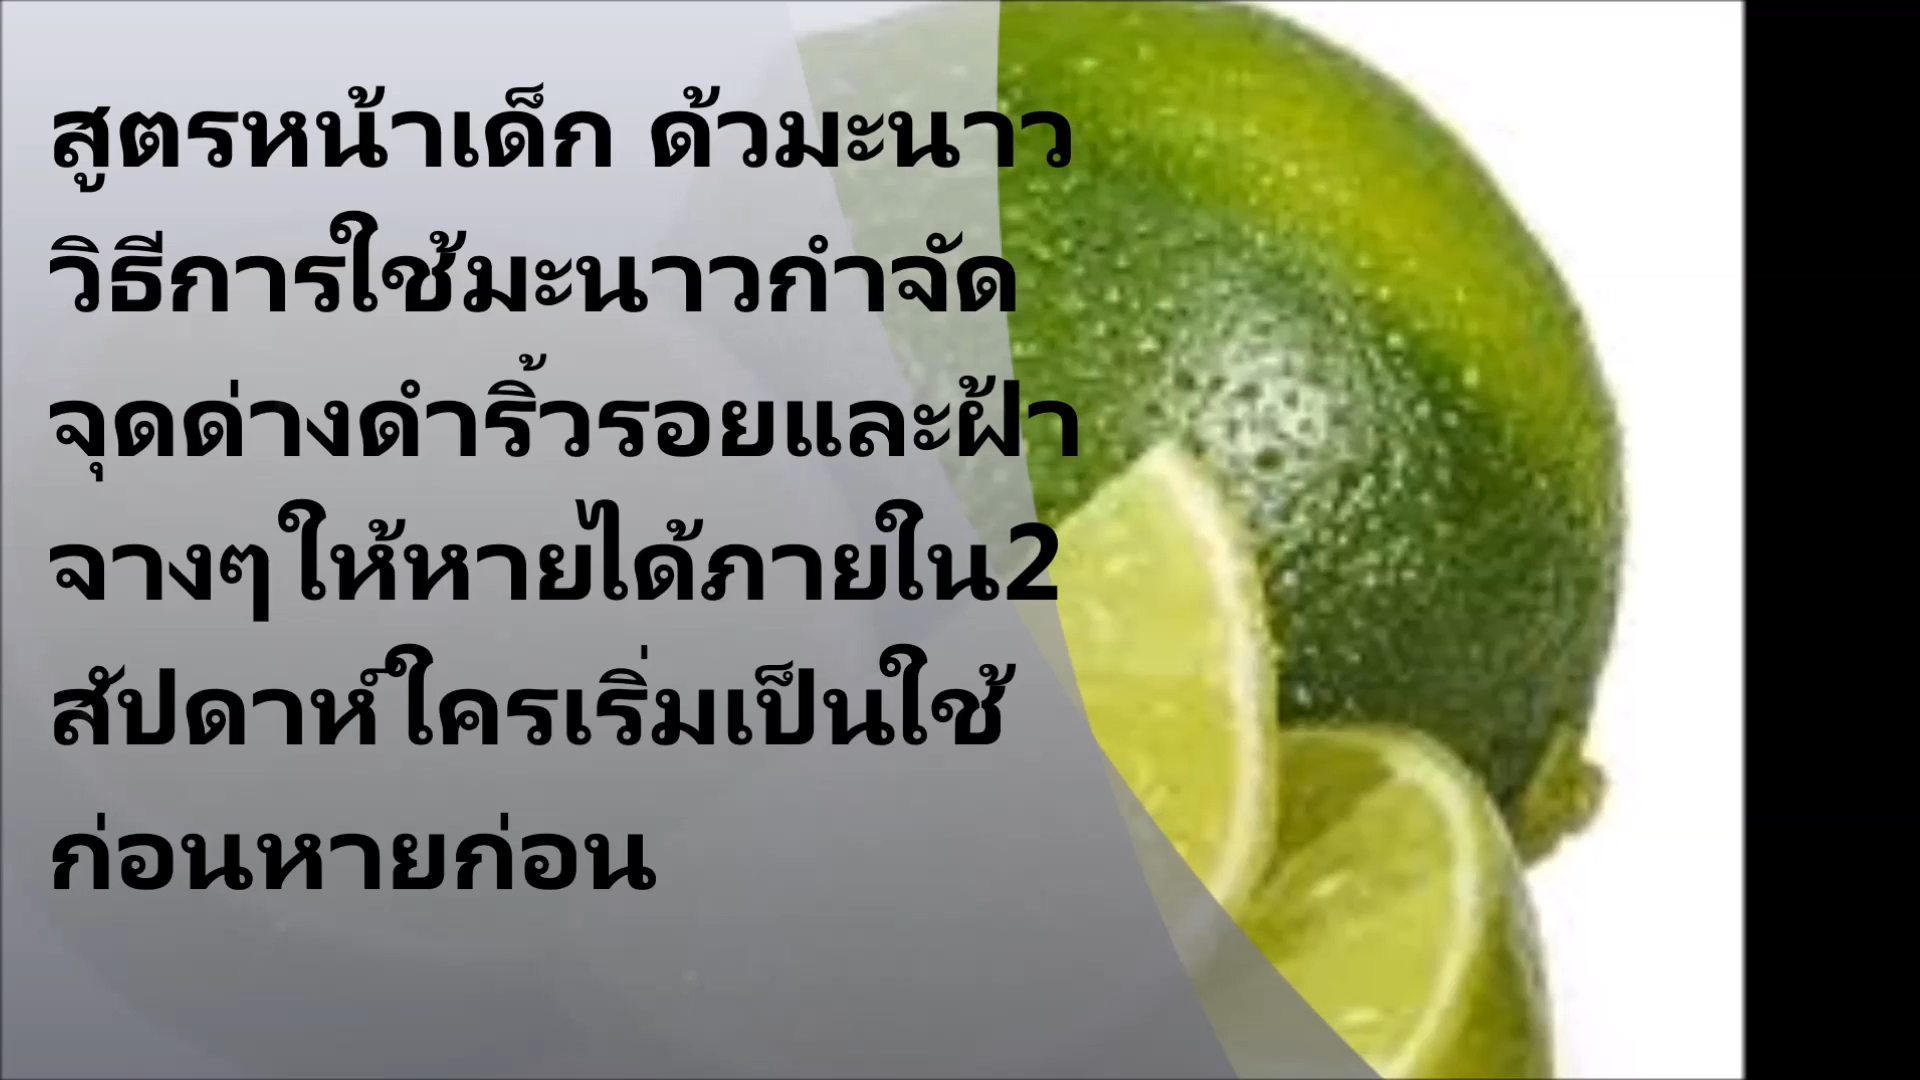 สูตรหน้าเด็ก ด้วมะนาว
วิธีการใช้มะนาวกำจัด
จุดด่างดำริ้วรอยและฝ้า
จางๆให้หายได้ภายใน2
สัปดาห์ใครเริ่มเป็นใช้
ก่อนหายก่อน